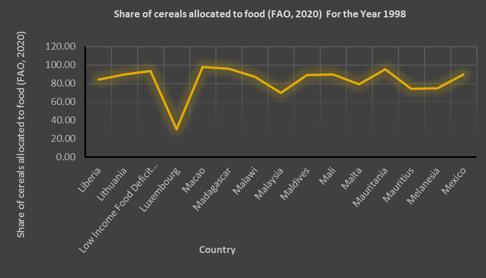 Share of cereals allocated to food (FAO, 2020)  For the Year 1998
Share of cereals allocated to food (FAO, 2020)
120.00
100.00
80.00
60.00
40.00
20.00
0.00
Liberia
Lithuania
Low Income Food Deficit...
Luxembourg
Macao
Madagascar
Malawi
Malaysia
Maldives
Mali
Malta
Mauritania
Mauritius
Melanesia
Mexico
Country